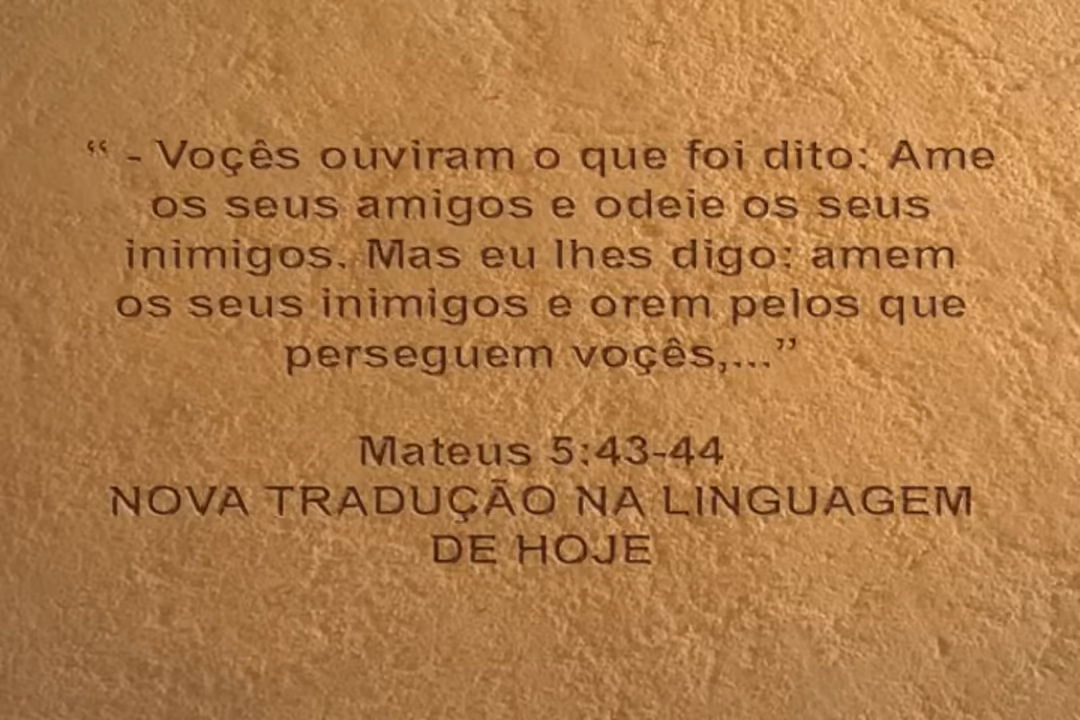 “ - Voçês ouviram o que foi dito: Ame
os seus amigos e odeie os seus
inimigos. Mas eu lhes digo: amem
os seus inimigos e orem pelos que
perseguem voçês,...”
Mateus 5:43-44
NOVA TRADUÇÃO NA LINGUAGEM
DE HOJE